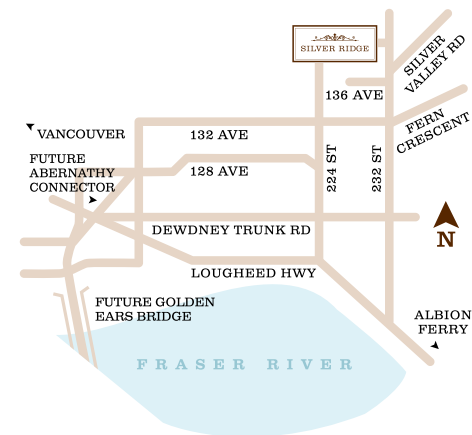 SILVER RIDGE
SILVER
VALLEY RD
136 AVE
FERN
CRESCENT
VANCOUVER
132 AVE
FUTURE
ABERNATHY
CONNECTOR
128 AVE
224 ST
232 ST
DEWDNEY TRUNK RD
N
LOUGHEED HWY
FUTURE GOLDEN
EARS BRIDGE
ALBION
FERRY
FRASER RIVER